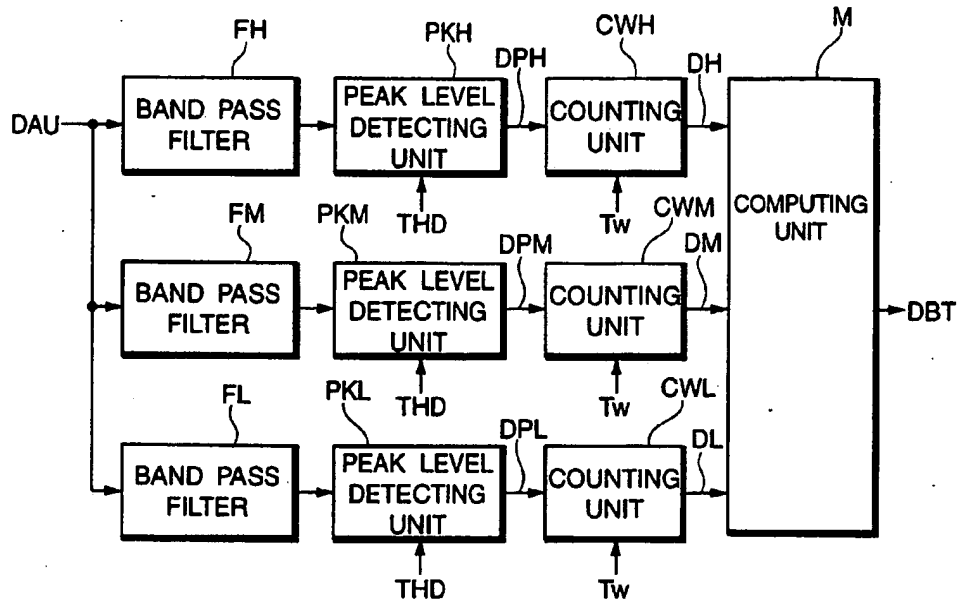 FH
PKH
DPH
CWH
DH
M
DAU
BAND PASS
FILTER
PEAK LEVEL
DETECTING
UNIT
COUNTING
UNIT
THD
Tw
COMPUTING
UNIT
FM
PKM
DPM
CWM
DM
BAND PASS
FILTER
PEAK LEVEL
DETECTING
UNIT
COUNTING
UNIT
DBT
THD
Tw
FL
PKL
DPL
CWL
DL
BAND PASS
FILTER
PEAK LEVEL
DETECTING
UNIT
COUNTING
UNIT
THD
Tw